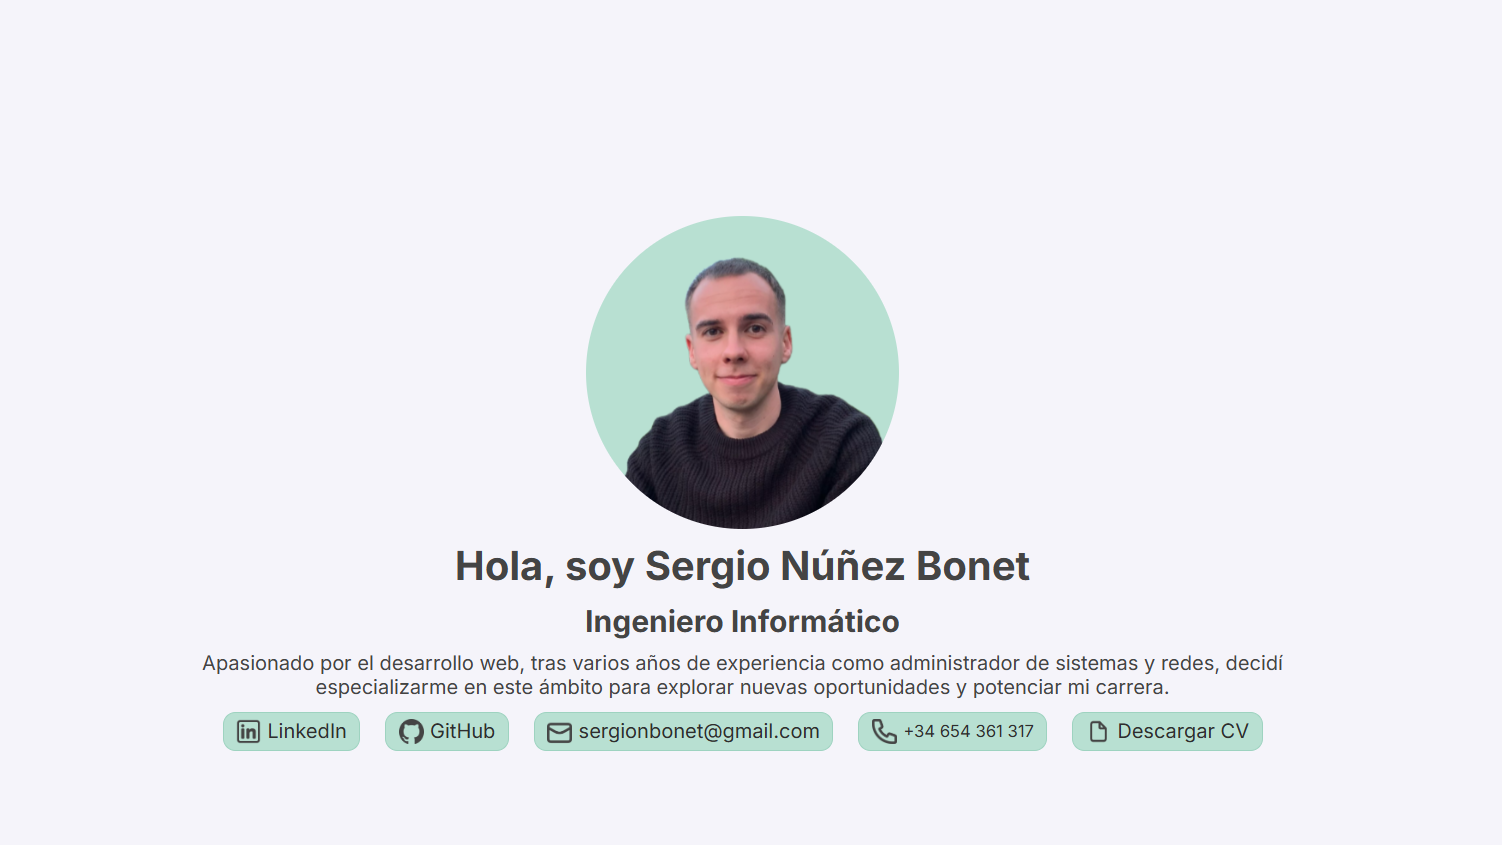 Hola, soy Sergio Núñez Bonet
Ingeniero Informático
Apasionado por el desarrollo web, tras varios años de experiencia como administrador de sistemas y redes, decidí
especializarme en este ámbito para explorar nuevas oportunidades y potenciar mi carrera.
LinkedIn GitHub sergionbonet@gmail.com +34 654 361 317 Descargar CV